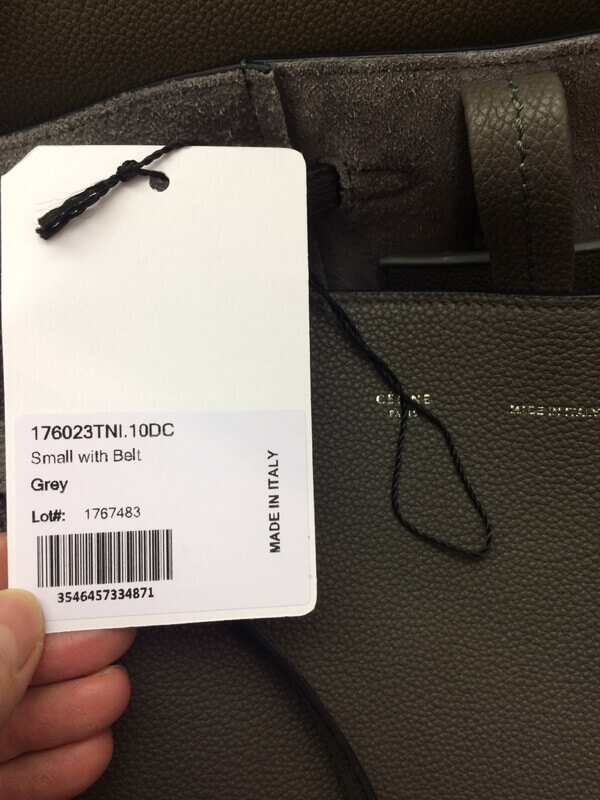 176023TNI.10DC
Small with Belt
Grey
Lot#: 1767483
3546457334871
MADE IN ITALY
CELINE
PARIS
MADE IN ITALY